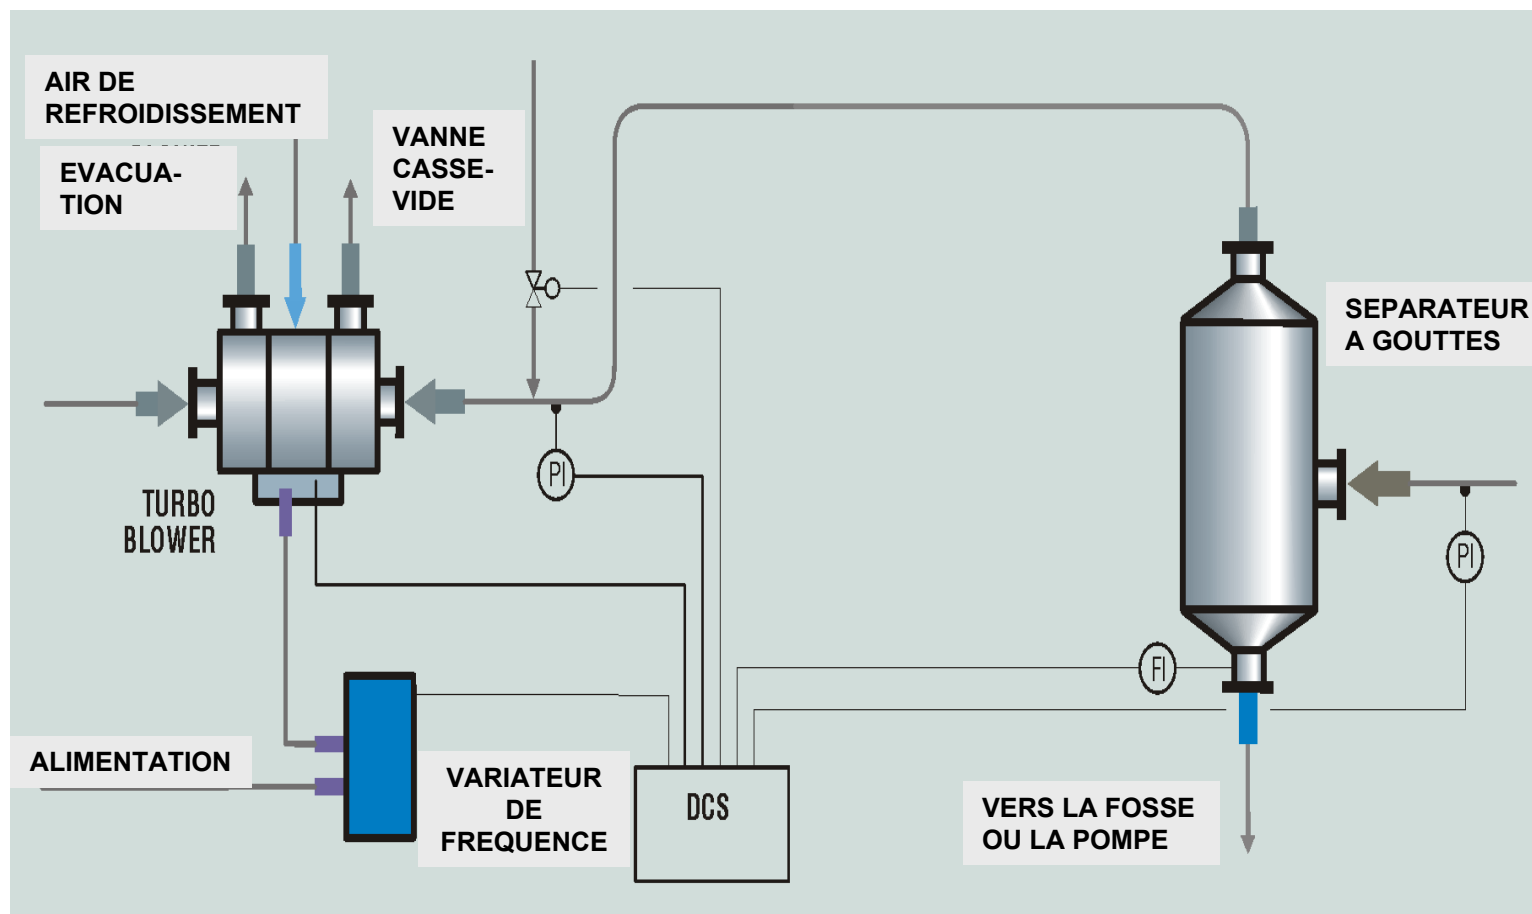 AIR DE
REFROIDISSEMENT
EVACUA-
TION
VANNE
CASSE-
VIDE
SEPARATEUR
A GOUTTES
PI
TURBO
BLOWER
PI
FI
ALIMENTATION
VARIATEUR
DE
FREQUENCE
DCS
VERS LA FOSSE
OU LA POMPE